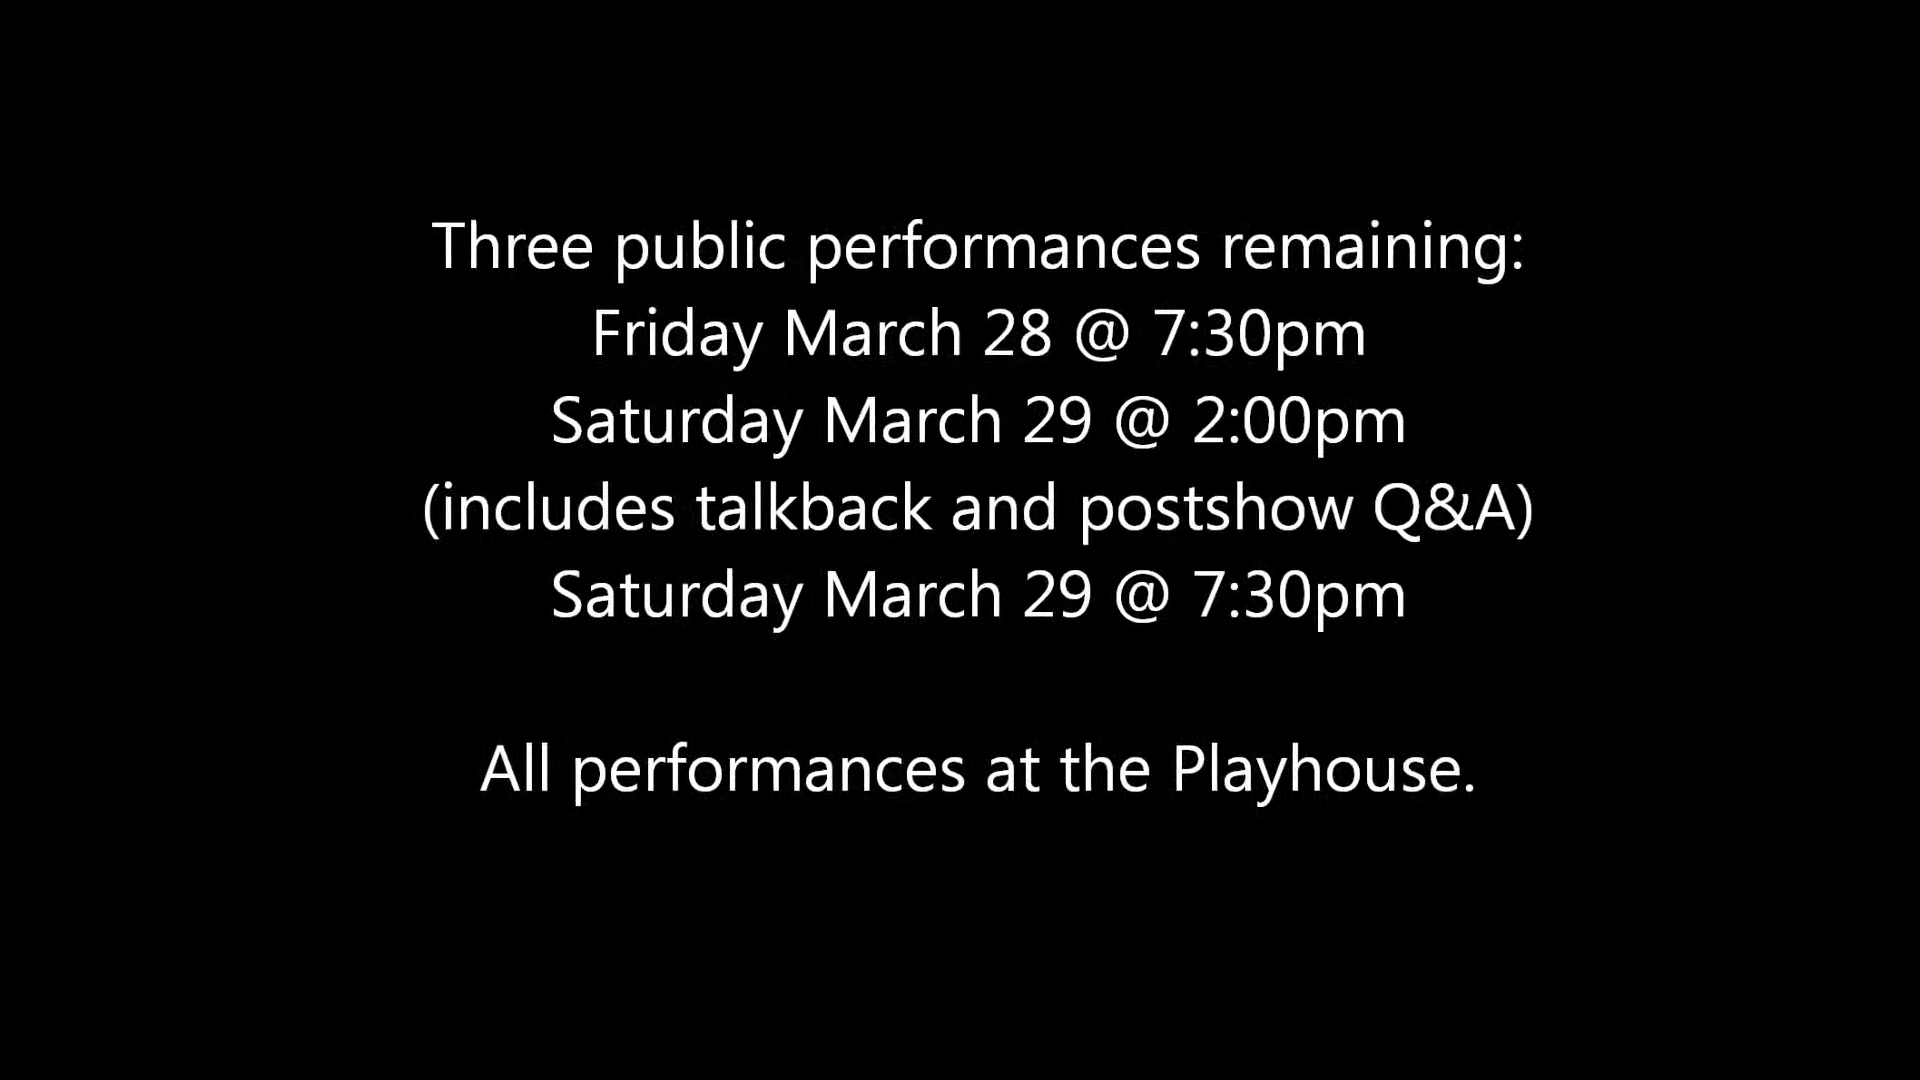 Three public performances remaining:
Friday March 28 @ 7:30pm
Saturday March 29 @ 2:00pm
(includes talkback and postshow Q&A)
Saturday March 29 @ 7:30pm
All performances at the Playhouse.